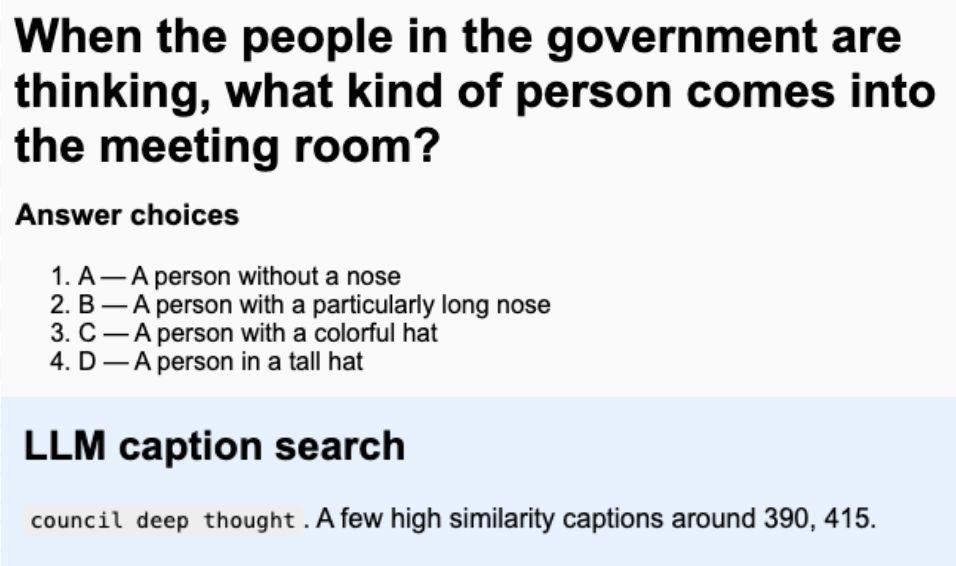 When the people in the government are
thinking, what kind of person comes into
the meeting room?
Answer choices
1. A — A person without a nose
2. B — A person with a particularly long nose
3. C — A person with a colorful hat
4. D — A person in a tall hat
LLM caption search
council deep thought . A few high similarity captions around 390, 415.